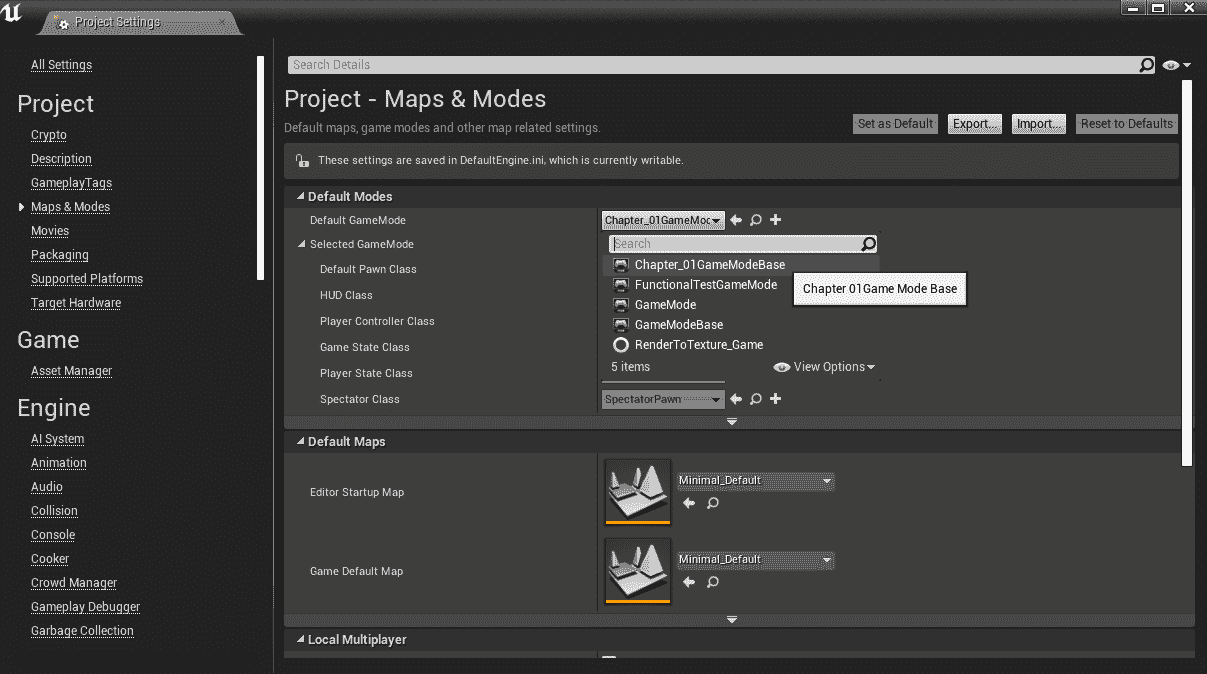 Project Settings
All Settings
Project
Crypto
Description
GameplayTags
Maps & Modes
Movies
Packaging
Supported Platforms
Target Hardware
Game
Asset Manager
Engine
AI System
Animation
Audio
Collision
Console
Cooker
Crowd Manager
Gameplay Debugger
Garbage Collection
Search Details
Project - Maps & Modes
Default maps, game modes and other map related settings.
Set as Default Export... Import... Reset to Defaults
These settings are saved in DefaultEngine.ini, which is currently writable.
Default Modes
Default GameMode Chapter_01GameMod
Selected GameMode
Search
Default Pawn Class
HUD Class
Player Controller Class
Game State Class
Player State Class
Chapter_01GameModeBase
FunctionalTestGameMode
GameMode
GameModeBase
RenderToTexture_Game
5 items View Options
Chapter 01Game Mode Base
Spectator Class SpectatorPawn
Default Maps
Editor Startup Map Minimal_Default
Game Default Map Minimal_Default
Local Multiplayer